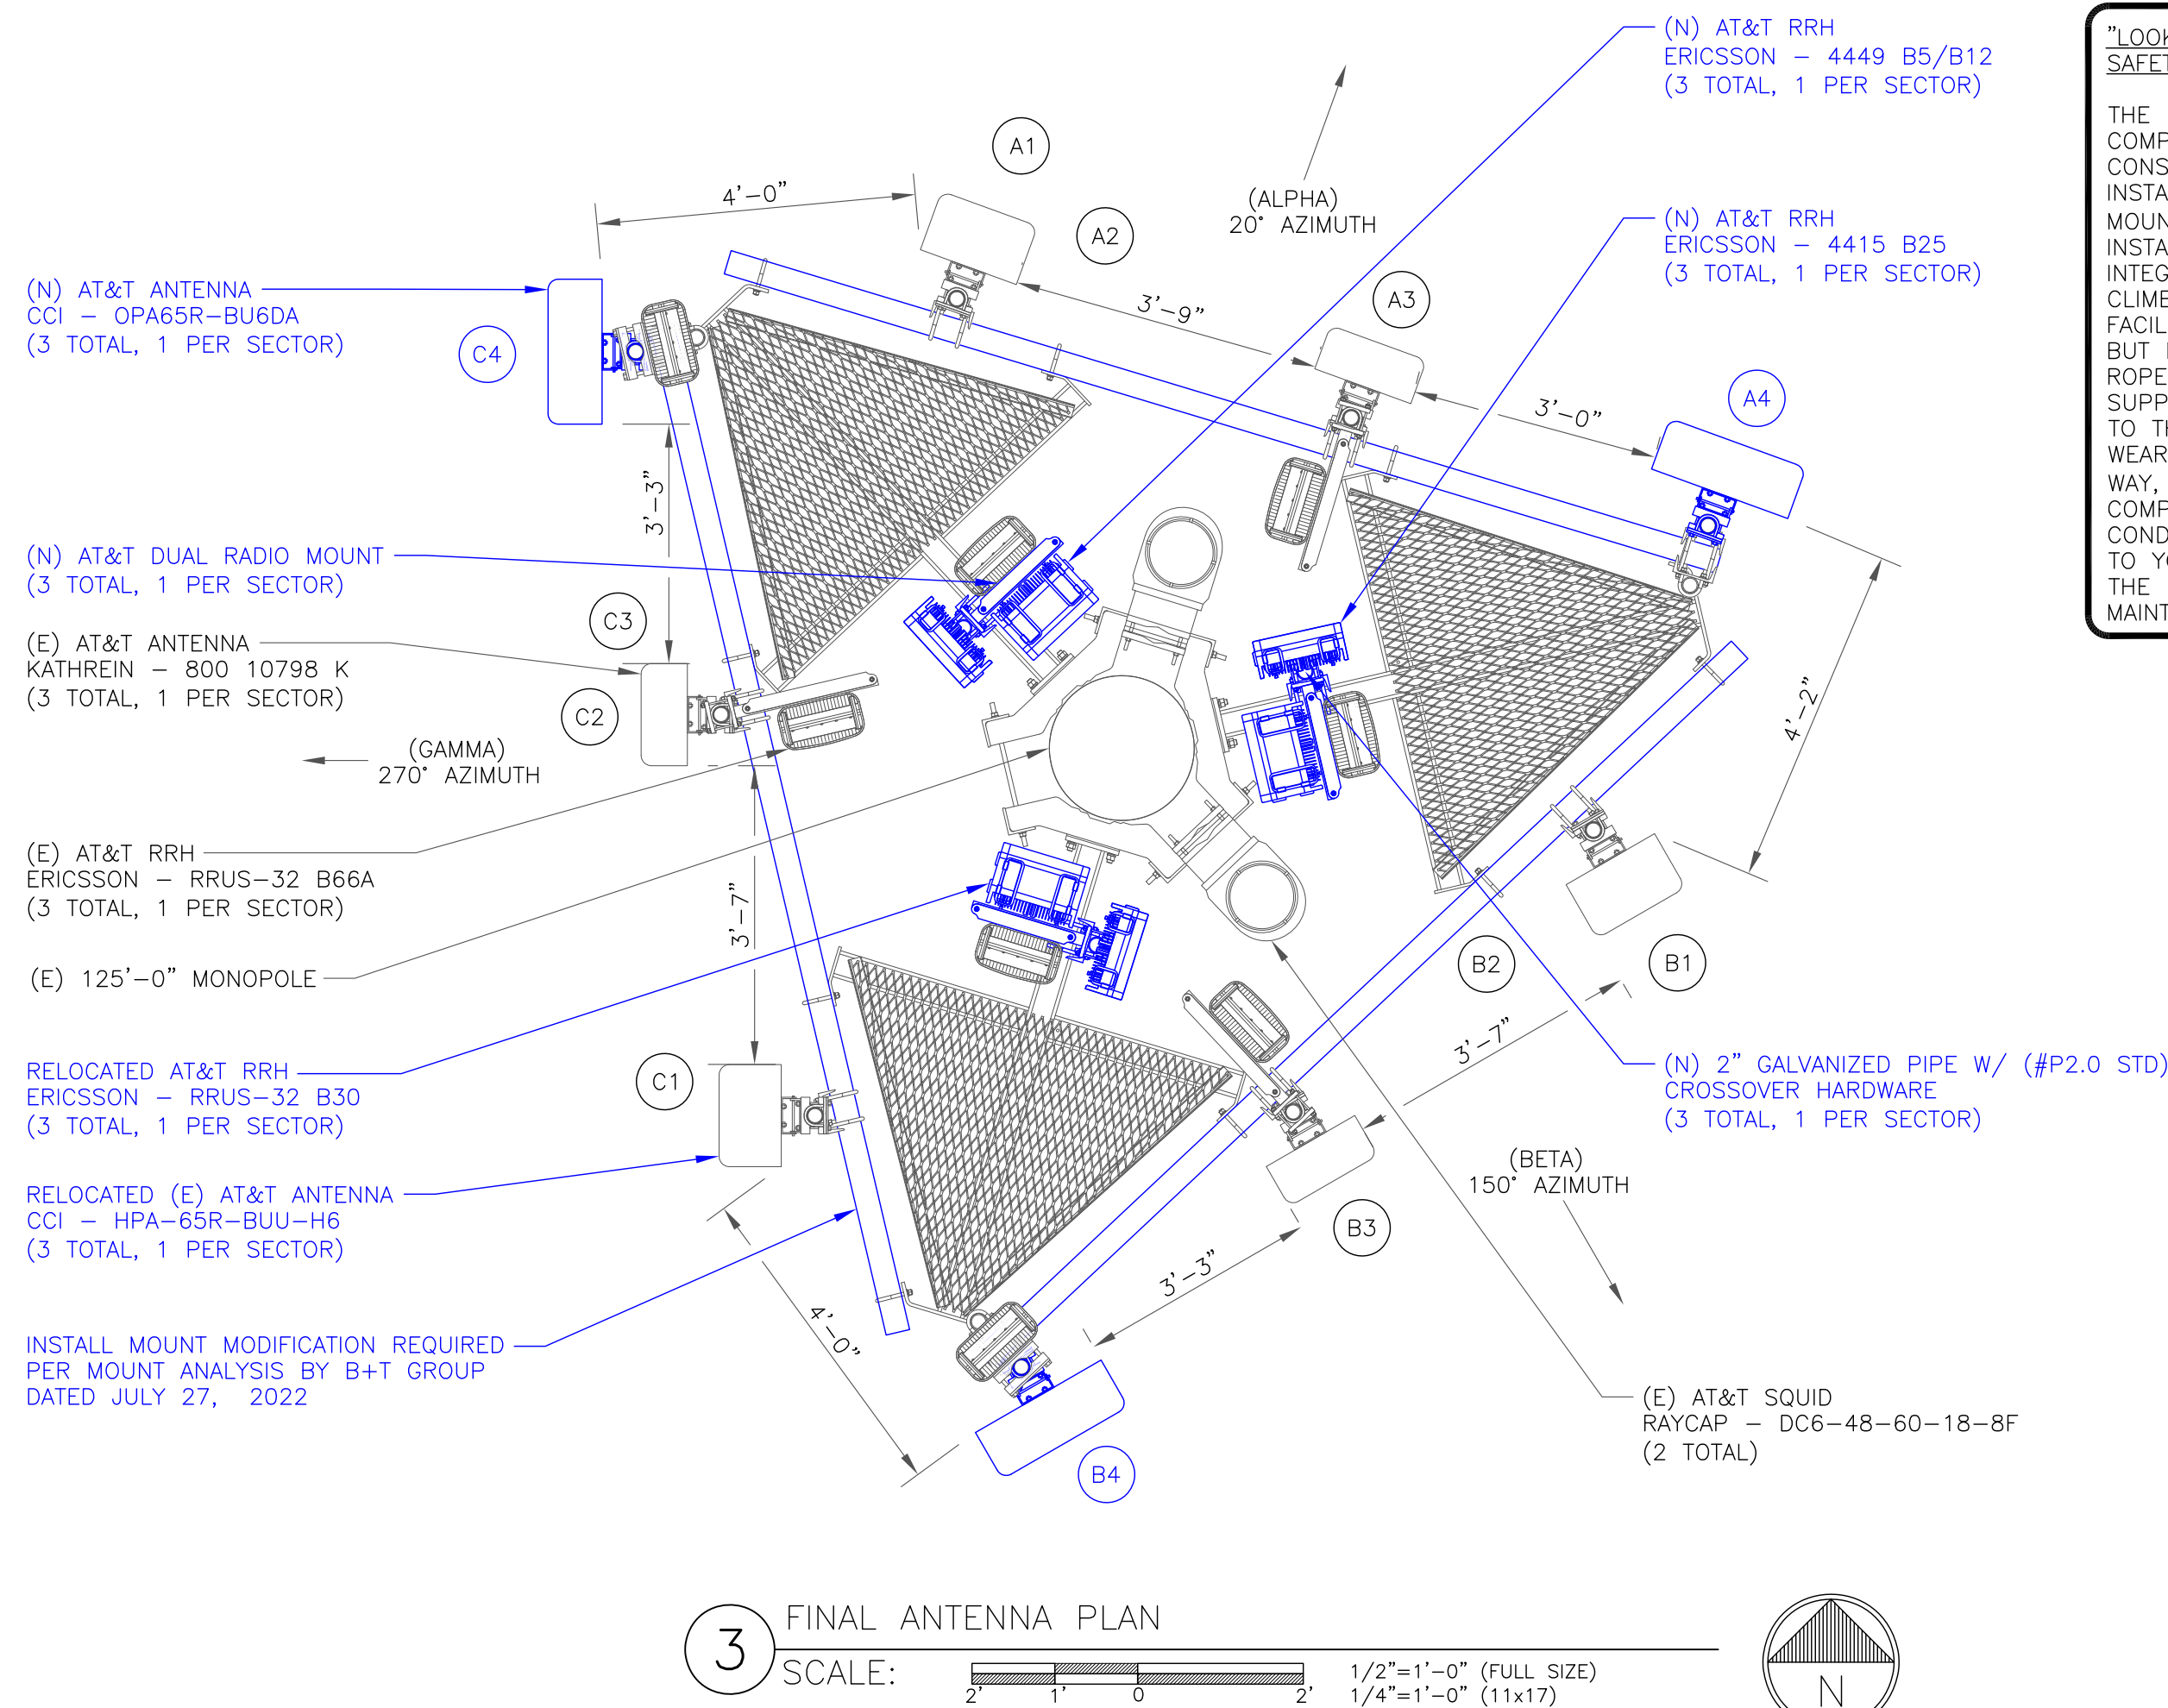 (N) AT&T RRH
ERICSSON – 4449 B5/B12
(3 TOTAL, 1 PER SECTOR)
(N) AT&T RRH
ERICSSON – 4415 B25
(3 TOTAL, 1 PER SECTOR)
(ALPHA)
20° AZIMUTH
A1
A2
A3
A4
4'–0"
3'–9"
3'–0"
4'–2"
(N) AT&T ANTENNA
CCI – OPA65R–BU6DA
(3 TOTAL, 1 PER SECTOR)
C4
3'–3"
(N) AT&T DUAL RADIO MOUNT
(3 TOTAL, 1 PER SECTOR)
C3
(E) AT&T ANTENNA
KATHREIN – 800 10798 K
(3 TOTAL, 1 PER SECTOR)
C2
(GAMMA)
270° AZIMUTH
(E) AT&T RRH
ERICSSON – RRUS–32 B66A
(3 TOTAL, 1 PER SECTOR)
3'–7"
(E) 125'–0" MONOPOLE
RELOCATED AT&T RRH
ERICSSON – RRUS–32 B30
(3 TOTAL, 1 PER SECTOR)
C1
RELOCATED (E) AT&T ANTENNA
CCI – HPA–65R–BUU–H6
(3 TOTAL, 1 PER SECTOR)
INSTALL MOUNT MODIFICATION REQUIRED
PER MOUNT ANALYSIS BY B+T GROUP
DATED JULY 27, 2022
4'–0"
B4
3'–3"
B3
3'–7"
B2
B1
(N) 2" GALVANIZED PIPE W/ (#P2.0 STD)
CROSSOVER HARDWARE
(3 TOTAL, 1 PER SECTOR)
(BETA)
150° AZIMUTH
(E) AT&T SQUID
RAYCAP – DC6–48–60–18–8F
(2 TOTAL)
THE
TO
THE
WAY,
BUT
3
FINAL ANTENNA PLAN
SCALE:
2' 1' 0 2'
1/2"=1'–0" (FULL SIZE)
1/4"=1'–0" (11x17)
N